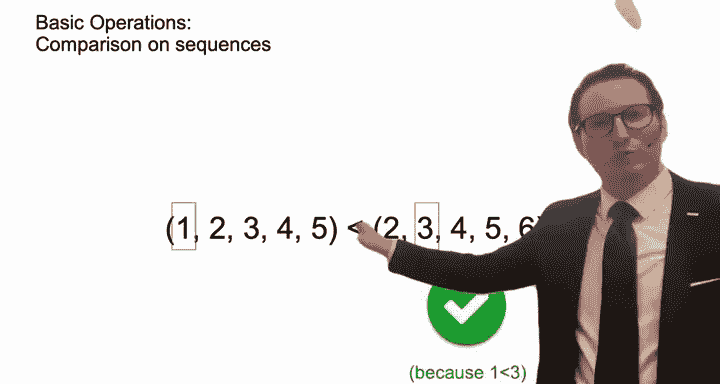 Basic Operations:
Comparison on sequences
(1, 2, 3, 4, 5) < (2, 3, 4, 5, 6)
(because 1<3)